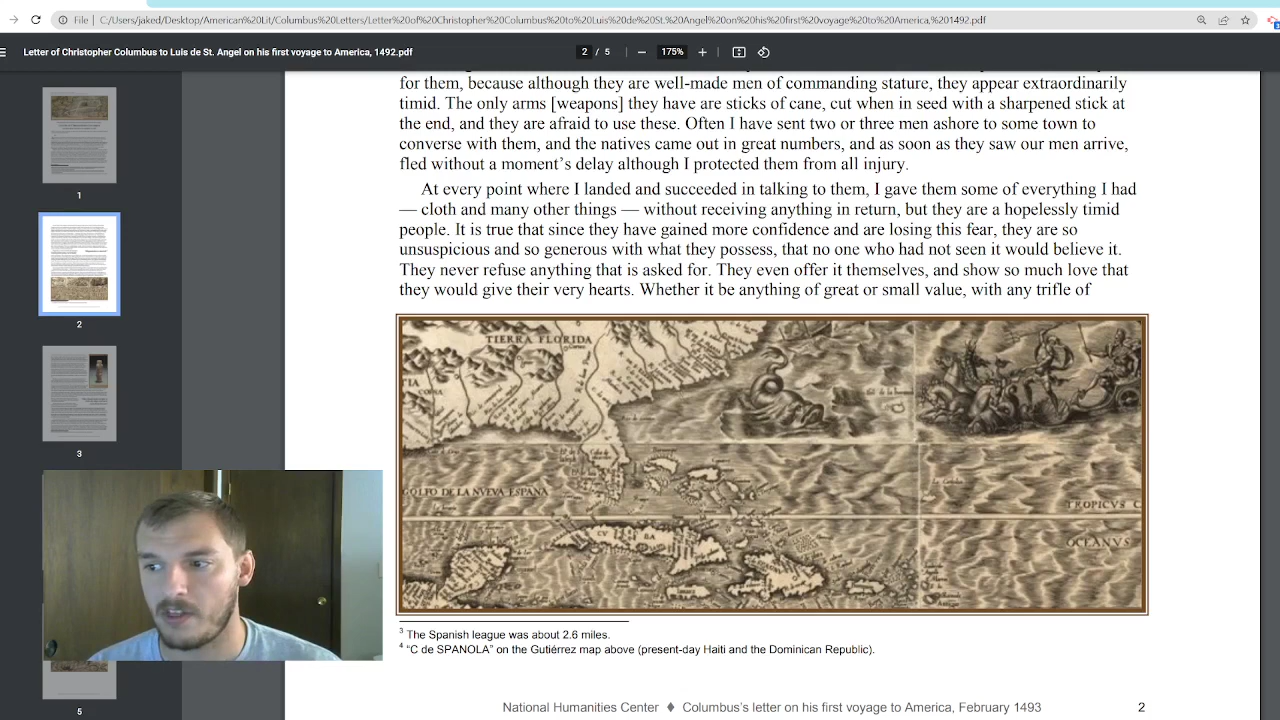 File | C:/Users/jaked/Desktop/American%20Lit/Columbus%20Letters/Letter%20of%20Christopher%20Columbus%20to%20Luis%20de%20St.%20Angel%20on%20his%20first%20voyage%20to%20America,%201492.pdf
Letter of Christopher Columbus to Luis de St. Angel on his first voyage to America, 1492.pdf
2 / 5
175%
1
2
3
5
for them, because although they are well-made men of commanding stature, they appear extraordinarily
timid. The only arms [weapons] they have are sticks of cane, cut when in seed with a sharpened stick at
the end, and they are afraid to use these. Often I have sent two or three men ashore to some town to
converse with them, and the natives came out in great numbers, and as soon as they saw our men arrive,
fled without a moment's delay although I protected them from all injury.
At every point where I landed and succeeded in talking to them, I gave them some of everything I had
— cloth and many other things — without receiving anything in return, but they are a hopelessly timid
people. It is true that since they have gained more confidence and are losing this fear, they are so
unsuspicious and so generous with what they possess, that no one who had not seen it would believe it.
They never refuse anything that is asked for. They even offer it themselves, and show so much love that
they would give their very hearts. Whether it be anything of great or small value, with any trifle of
TIERRA FLORIDA
GOLFO DE LA NVEVA ESPANA
CV BA
TROPICVS C
OCEANVS
3 The Spanish league was about 2.6 miles.
4 “C de SPANOLA” on the Gutiérrez map above (present-day Haiti and the Dominican Republic).
National Humanities Center ♦ Columbus's letter on his first voyage to America, February 1493
2